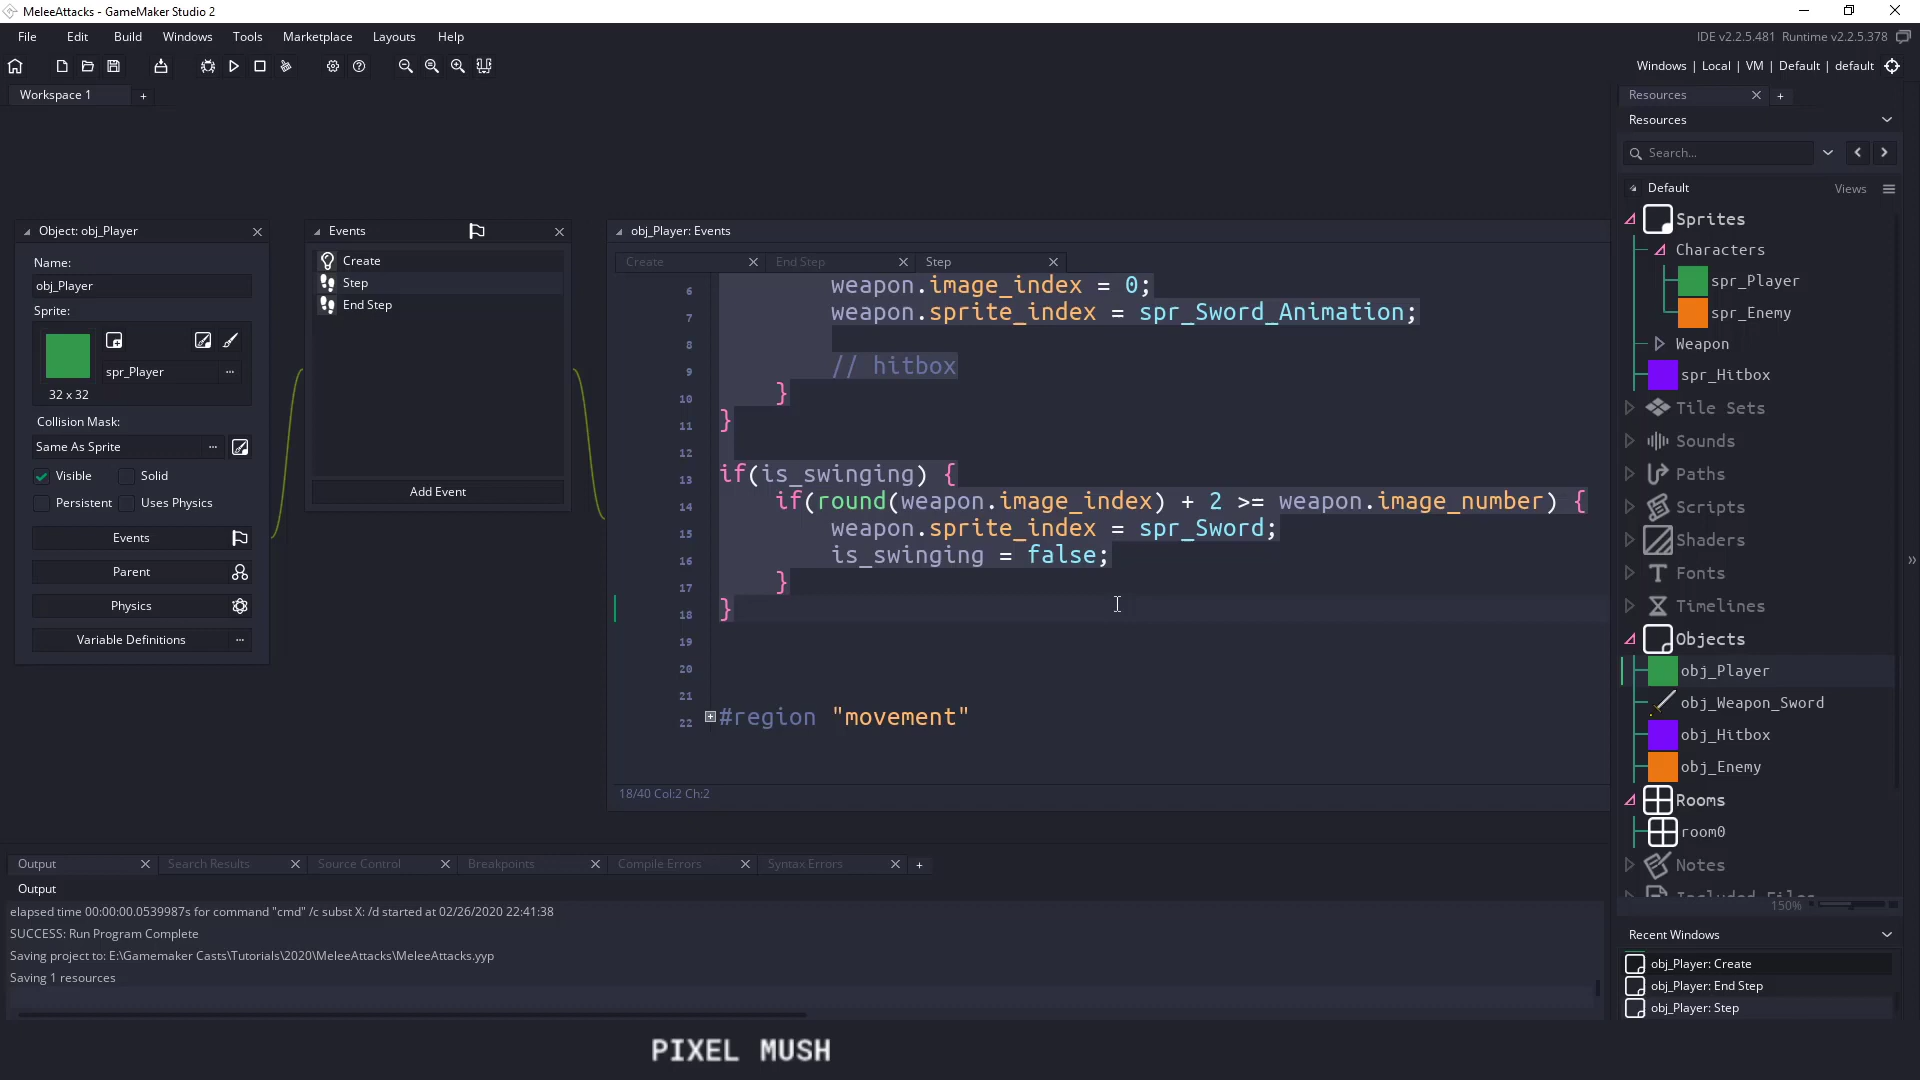 MeleeAttacks - GameMaker Studio 2
File Edit Build Windows Tools Marketplace Layouts Help
IDE v2.2.5.481 Runtime v2.2.5.378
Windows | Local | VM | Default | default
Workspace 1 +
Object: obj_Player
Name:
obj_Player
Sprite:
spr_Player ...
32 x 32
Collision Mask:
Same As Sprite ...
Visible Solid
Persistent Uses Physics
Events
Parent
Physics
Variable Definitions ...
Events
Create
Step
End Step
Add Event
obj_Player: Events
Create End Step Step
6 weapon.image_index = 0;
7 weapon.sprite_index = spr_Sword_Animation;
8
9 // hitbox
10 }
11 }
12
13 if(is_swinging) {
14 if(round(weapon.image_index) + 2 >= weapon.image_number) {
15 weapon.sprite_index = spr_Sword;
16 is_swinging = false;
17 }
18 }
19
20
21
22 #region "movement"
18/40 Col:2 Ch:2
Resources +
Resources
Search...
Default Views
Sprites
Characters
spr_Player
spr_Enemy
Weapon
spr_Hitbox
Tile Sets
Sounds
Paths
Scripts
Shaders
Fonts
Timelines
Objects
obj_Player
obj_Weapon_Sword
obj_Hitbox
obj_Enemy
Rooms
room0
Notes
Included Files
150%
Recent Windows
obj_Player: Create
obj_Player: End Step
obj_Player: Step
Output Search Results Source Control Breakpoints Compile Errors Syntax Errors +
Output
elapsed time 00:00:00.0539987s for command "cmd" /c subst X: /d started at 02/26/2020 22:41:38
SUCCESS: Run Program Complete
Saving project to: E:\Gamemaker Casts\Tutorials\2020\MeleeAttacks\MeleeAttacks.yyp
Saving 1 resources
PIXEL MUSH